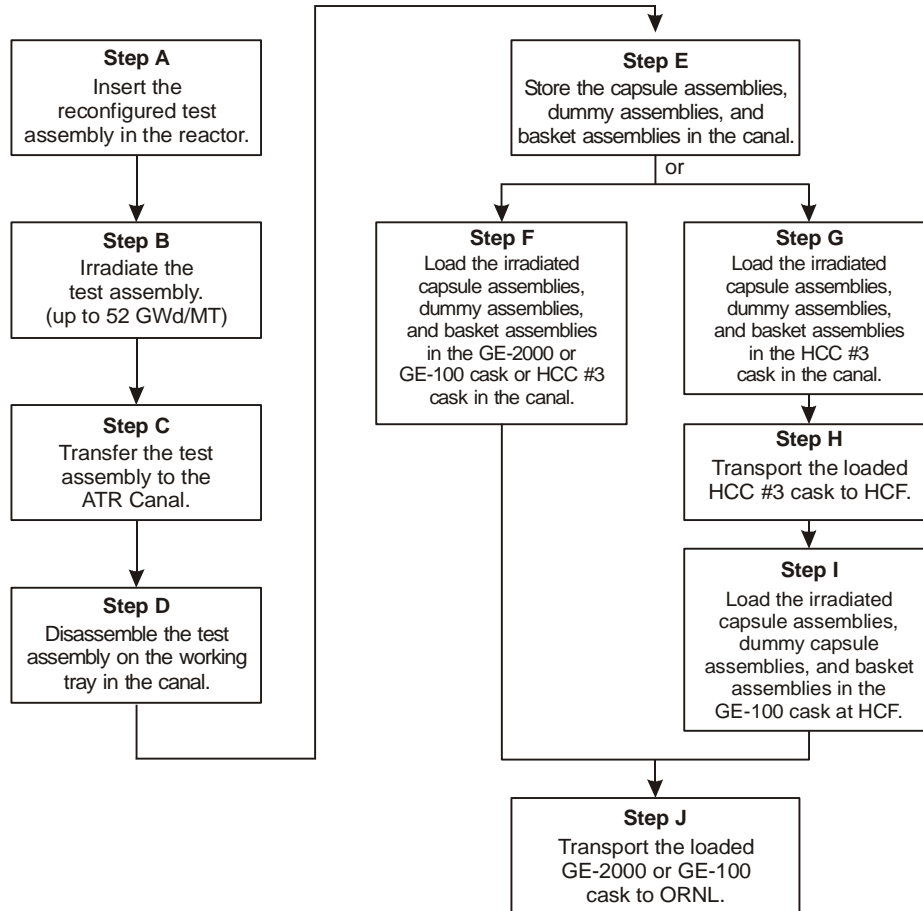 Step A
Insert the
reconfigured test
assembly in the reactor.
Step B
Irradiate the
test assembly.
(up to 52 GWd/MT)
Step C
Transfer the test
assembly to the
ATR Canal.
Step D
Disassemble the test
assembly on the working
tray in the canal.
Step E
Store the capsule assemblies,
dummy assemblies, and
basket assemblies in the canal.
or
Step F
Load the irradiated
capsule assemblies,
dummy assemblies,
and basket assemblies
in the GE-2000 or
GE-100 cask or HCC #3
cask in the canal.
Step G
Load the irradiated
capsule assemblies,
dummy assemblies,
and basket assemblies
in the HCC #3
cask in the canal.
Step H
Transport the loaded
HCC #3 cask to HCF.
Step I
Load the irradiated
capsule assemblies,
dummy capsule
assemblies, and basket
assemblies in the
GE-100 cask at HCF.
Step J
Transport the loaded
GE-2000 or GE-100
cask to ORNL.